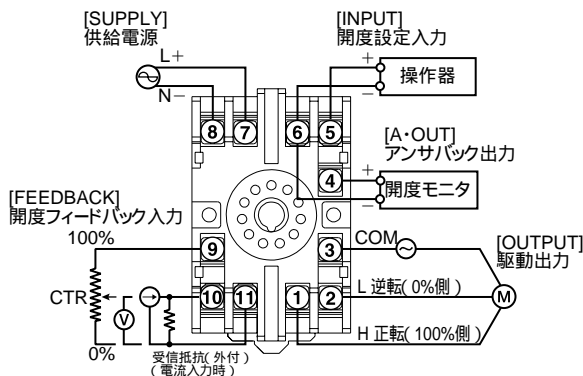 [SUPPLY]
供給電源
L+
N−
[INPUT]
開度設定入力
+
−
操作器
8
7
6
5
[A･OUT]
アンサバック出力
4
+
−
開度モニタ
[FEEDBACK]
開度フィードバック入力
100%
9
3
COM
[OUTPUT]
駆動出力
CTR
V
10
11
1
2
L 逆転(0%側)
M
0%
H 正転(100%側)
受信抵抗(外付)
(電流入力時)